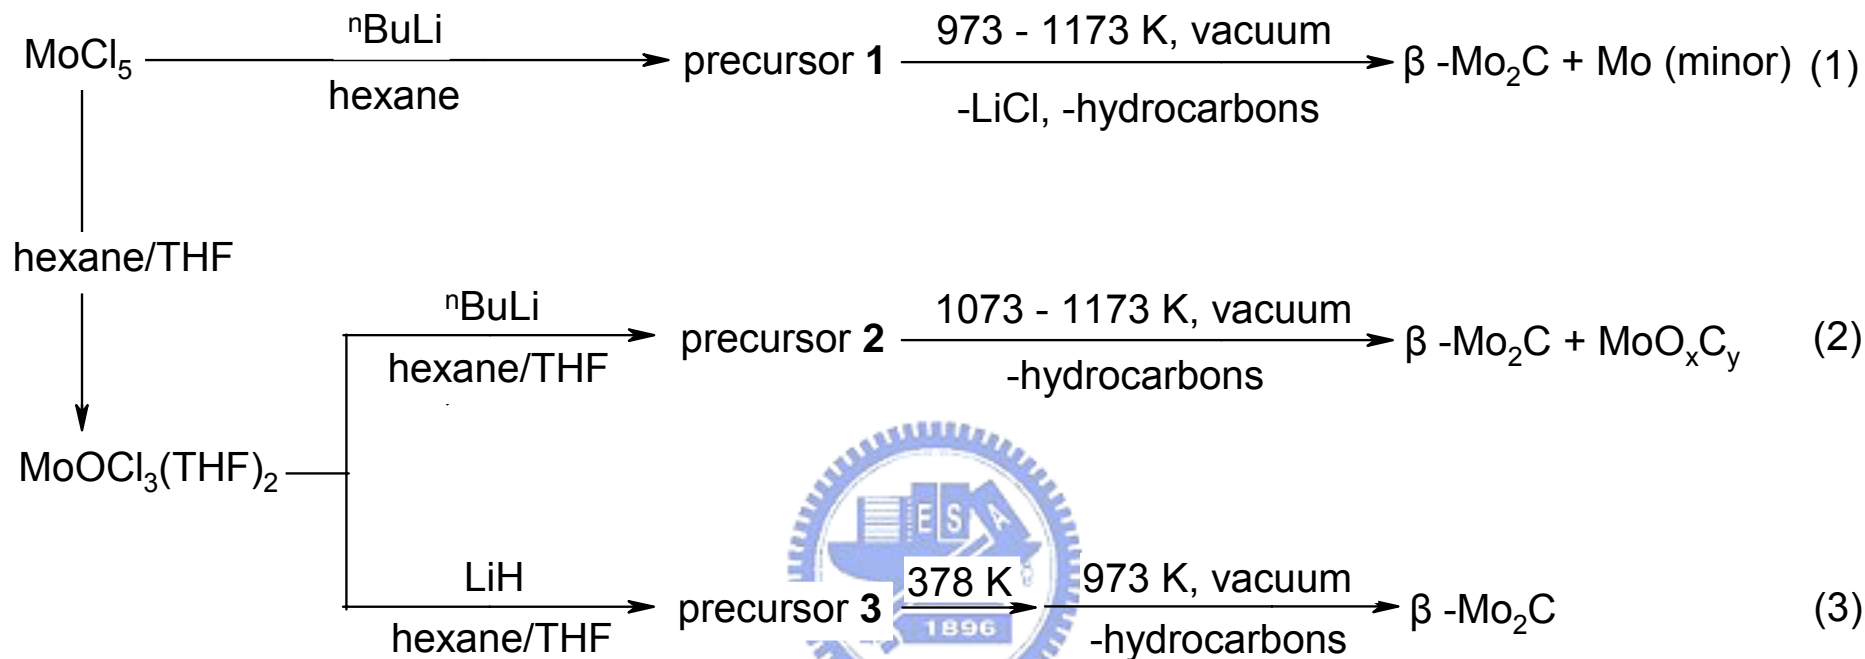 MoCl₅ ⁿBuLi hexane precursor 1 973 - 1173 K, vacuum -LiCl, -hydrocarbons β -Mo₂C + Mo (minor) (1)
hexane/THF
ⁿBuLi hexane/THF precursor 2 1073 - 1173 K, vacuum -hydrocarbons β -Mo₂C + MoOₓCᵧ (2)
MoOCl₃(THF)₂
ESA
LiH hexane/THF precursor 3 378 K 973 K, vacuum -hydrocarbons β -Mo₂C (3)
1896